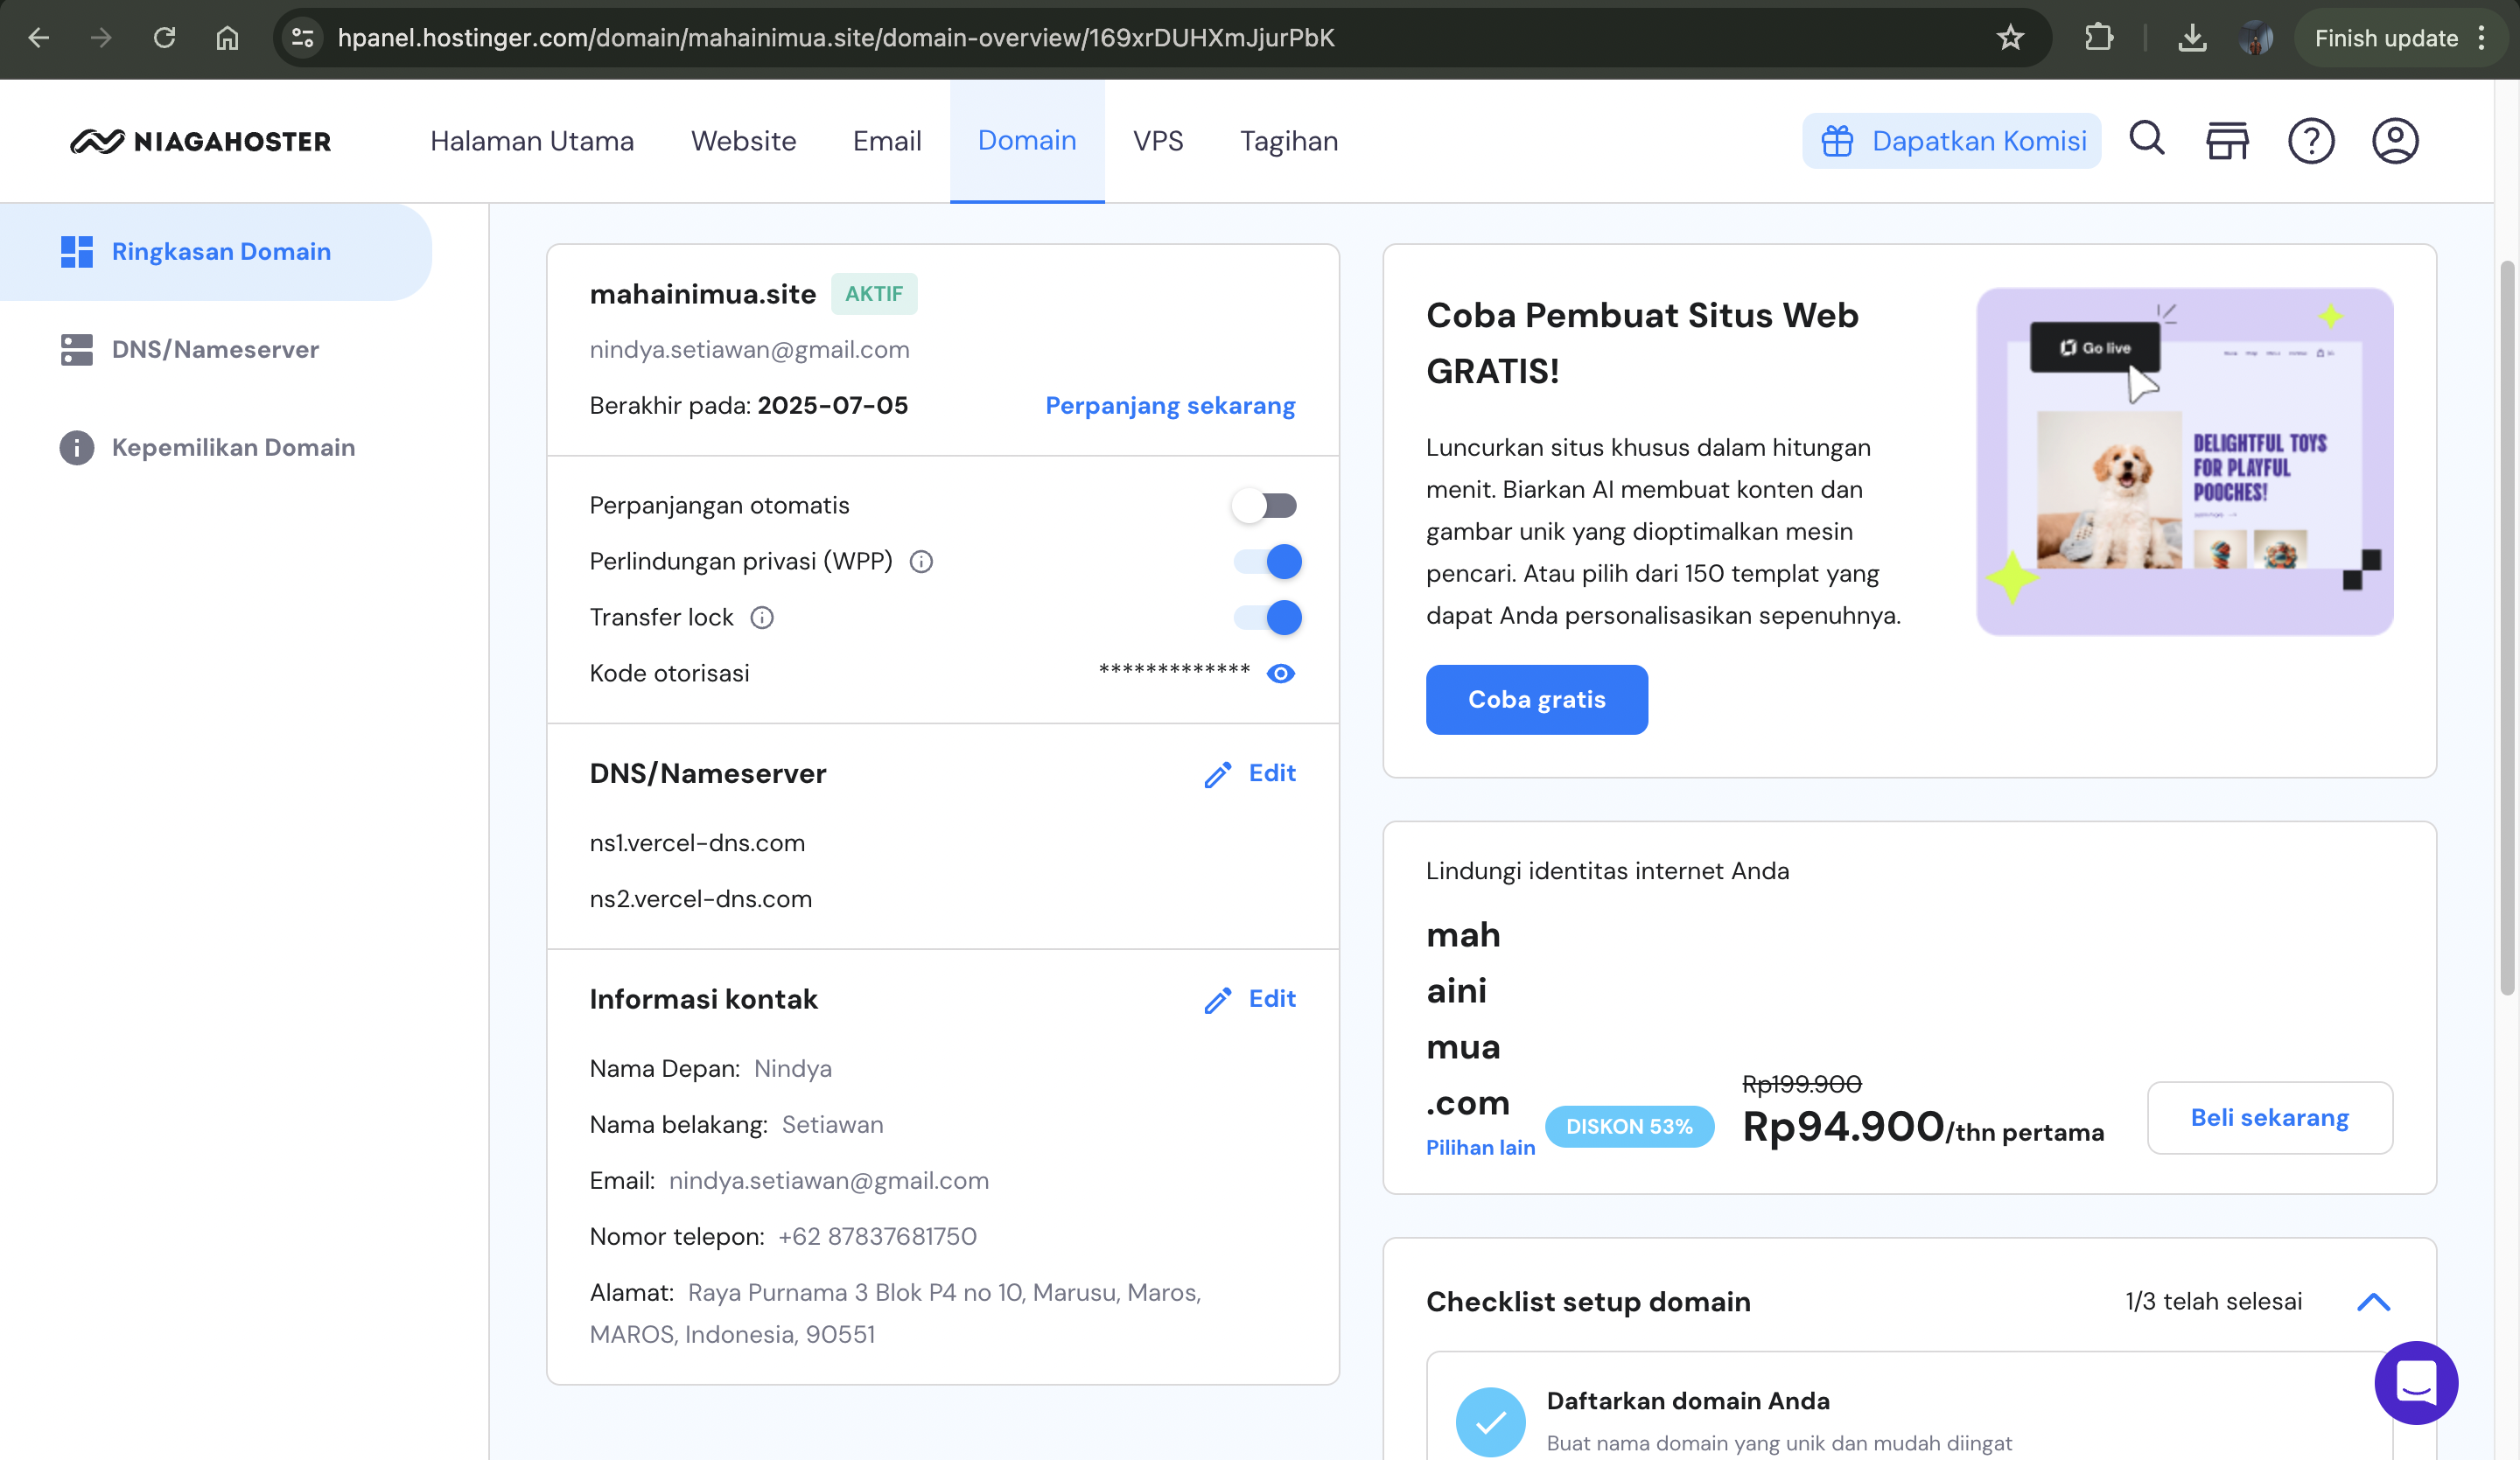 hpanel.hostinger.com/domain/mahainimua.site/domain-overview/169xrDUHXmJjurPbK
Finish update
NIAGAHOSTER
Halaman Utama
Website
Email
Domain
VPS
Tagihan
Dapatkan Komisi
Ringkasan Domain
DNS/Nameserver
Kepemilikan Domain
mahainimua.site AKTIF
nindya.setiawan@gmail.com
Berakhir pada: 2025-07-05
Perpanjang sekarang
Perpanjangan otomatis
Perlindungan privasi (WPP)
Transfer lock
Kode otorisasi
*************
DNS/Nameserver
Edit
ns1.vercel-dns.com
ns2.vercel-dns.com
Informasi kontak
Edit
Nama Depan: Nindya
Nama belakang: Setiawan
Email: nindya.setiawan@gmail.com
Nomor telepon: +62 87837681750
Alamat: Raya Purnama 3 Blok P4 no 10, Marusu, Maros,
MAROS, Indonesia, 90551
Coba Pembuat Situs Web
GRATIS!
Luncurkan situs khusus dalam hitungan
menit. Biarkan AI membuat konten dan
gambar unik yang dioptimalkan mesin
pencari. Atau pilih dari 150 templat yang
dapat Anda personalisasikan sepenuhnya.
Coba gratis
Go live
DELIGHTFUL TOYS
FOR PLAYFUL
POOCHES!
Lindungi identitas internet Anda
mah
aini
mua
.com
Pilihan lain
DISKON 53%
Rp199.900
Rp94.900/thn pertama
Beli sekarang
Checklist setup domain
1/3 telah selesai
Daftarkan domain Anda
Buat nama domain yang unik dan mudah diingat